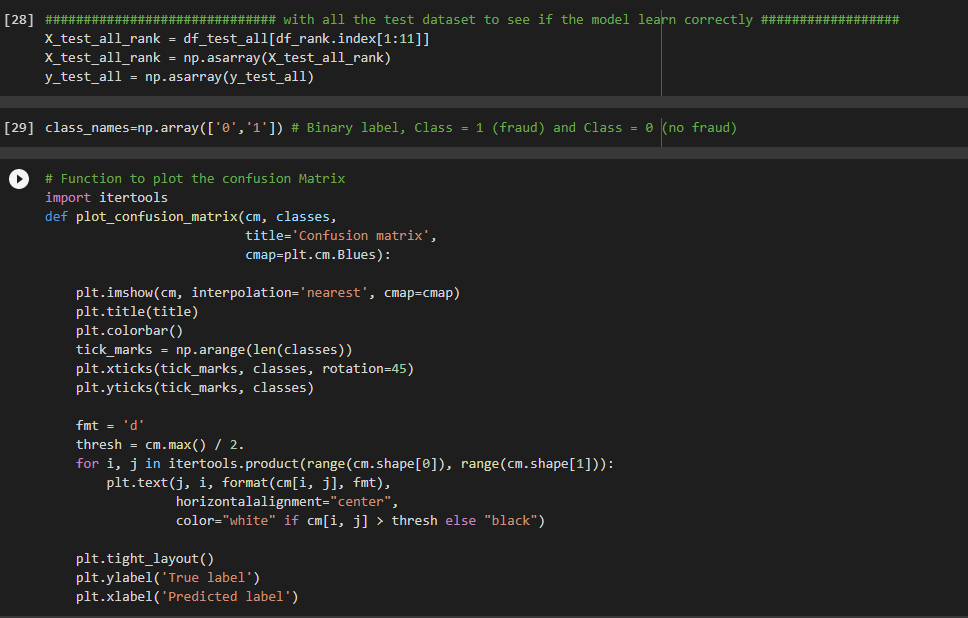 [28] ############################## with all the test dataset to see if the model learn correctly ##################
X_test_all_rank = df_test_all[df_rank.index[1:11]]
X_test_all_rank = np.asarray(X_test_all_rank)
y_test_all = np.asarray(y_test_all)
[29] class_names=np.array(['0','1']) # Binary label, Class = 1 (fraud) and Class = 0 (no fraud)
# Function to plot the confusion Matrix
import itertools
def plot_confusion_matrix(cm, classes,
                          title='Confusion matrix',
                          cmap=plt.cm.Blues):
    plt.imshow(cm, interpolation='nearest', cmap=cmap)
    plt.title(title)
    plt.colorbar()
    tick_marks = np.arange(len(classes))
    plt.xticks(tick_marks, classes, rotation=45)
    plt.yticks(tick_marks, classes)
    fmt = 'd'
    thresh = cm.max() / 2.
    for i, j in itertools.product(range(cm.shape[0]), range(cm.shape[1])):
        plt.text(j, i, format(cm[i, j], fmt),
                 horizontalalignment="center",
                 color="white" if cm[i, j] > thresh else "black")
    plt.tight_layout()
    plt.ylabel('True label')
    plt.xlabel('Predicted label')